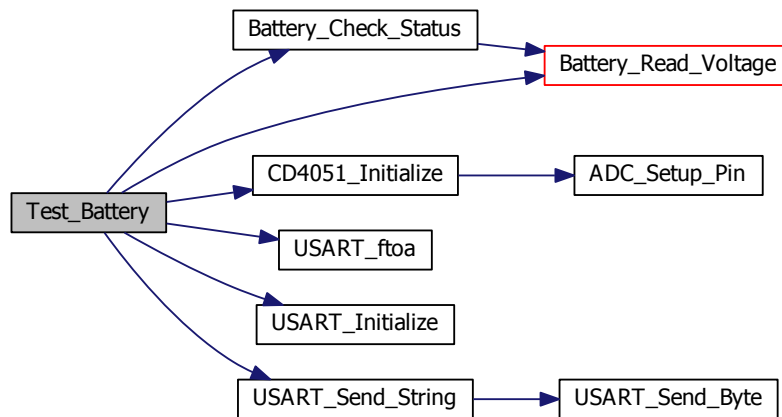 Battery_Check_Status
Battery_Read_Voltage
CD4051_Initialize
ADC_Setup_Pin
Test_Battery
USART_ftoa
USART_Initialize
USART_Send_String
USART_Send_Byte